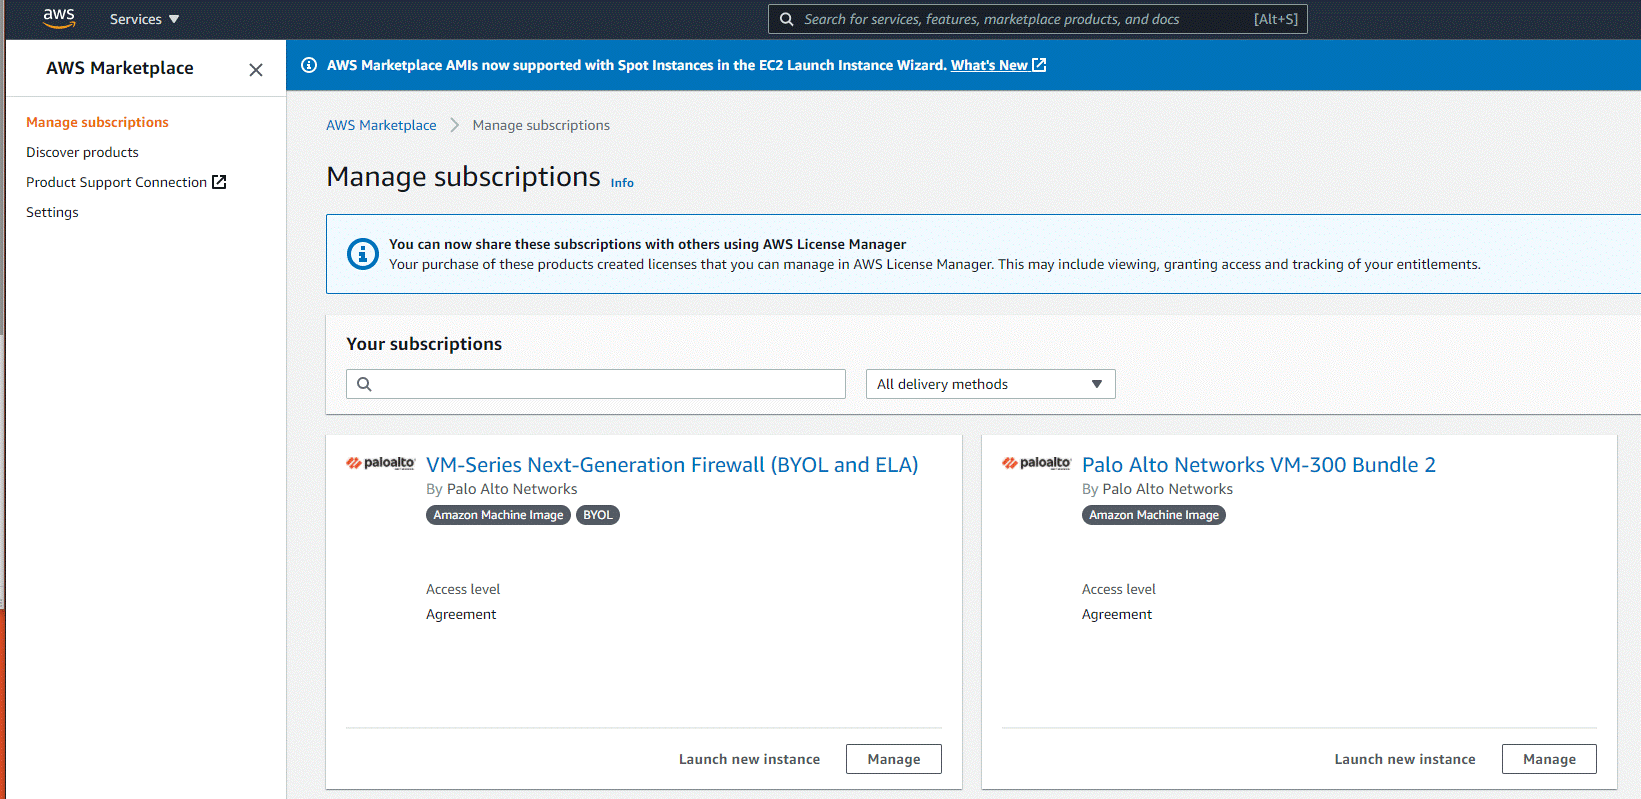 aws
Services
Search for services, features, marketplace products, and docs
[Alt+S]
AWS Marketplace
AWS Marketplace AMIs now supported with Spot Instances in the EC2 Launch Instance Wizard. What's New
Manage subscriptions
Discover products
Product Support Connection
Settings
AWS Marketplace
Manage subscriptions
Manage subscriptions Info
You can now share these subscriptions with others using AWS License Manager
Your purchase of these products created licenses that you can manage in AWS License Manager. This may include viewing, granting access and tracking of your entitlements.
Your subscriptions
All delivery methods
paloalto
VM-Series Next-Generation Firewall (BYOL and ELA)
By Palo Alto Networks
Amazon Machine Image
BYOL
Access level
Agreement
Launch new instance
Manage
paloalto
Palo Alto Networks VM-300 Bundle 2
By Palo Alto Networks
Amazon Machine Image
Access level
Agreement
Launch new instance
Manage